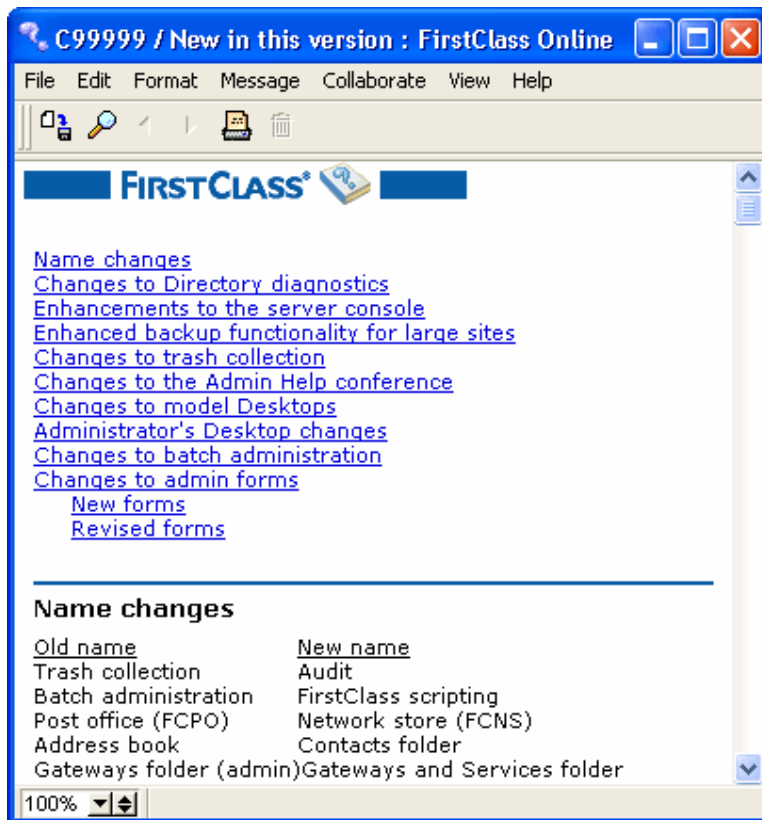 C99999 / New in this version : FirstClass Online
File Edit Format Message Collaborate View Help
FIRSTCLASS®
Name changes
Changes to Directory diagnostics
Enhancements to the server console
Enhanced backup functionality for large sites
Changes to trash collection
Changes to the Admin Help conference
Changes to model Desktops
Administrator's Desktop changes
Changes to batch administration
Changes to admin forms
New forms
Revised forms
Name changes
Old name New name
Trash collection Audit
Batch administration FirstClass scripting
Post office (FCPO) Network store (FCNS)
Address book Contacts folder
Gateways folder (admin)Gateways and Services folder
100%